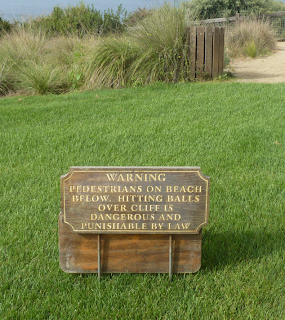 WARNING
PEDESTRIANS ON BEACH
BELOW. HITTING BALLS
OVER CLIFF IS
DANGEROUS AND
PUNISHABLE BY LAW